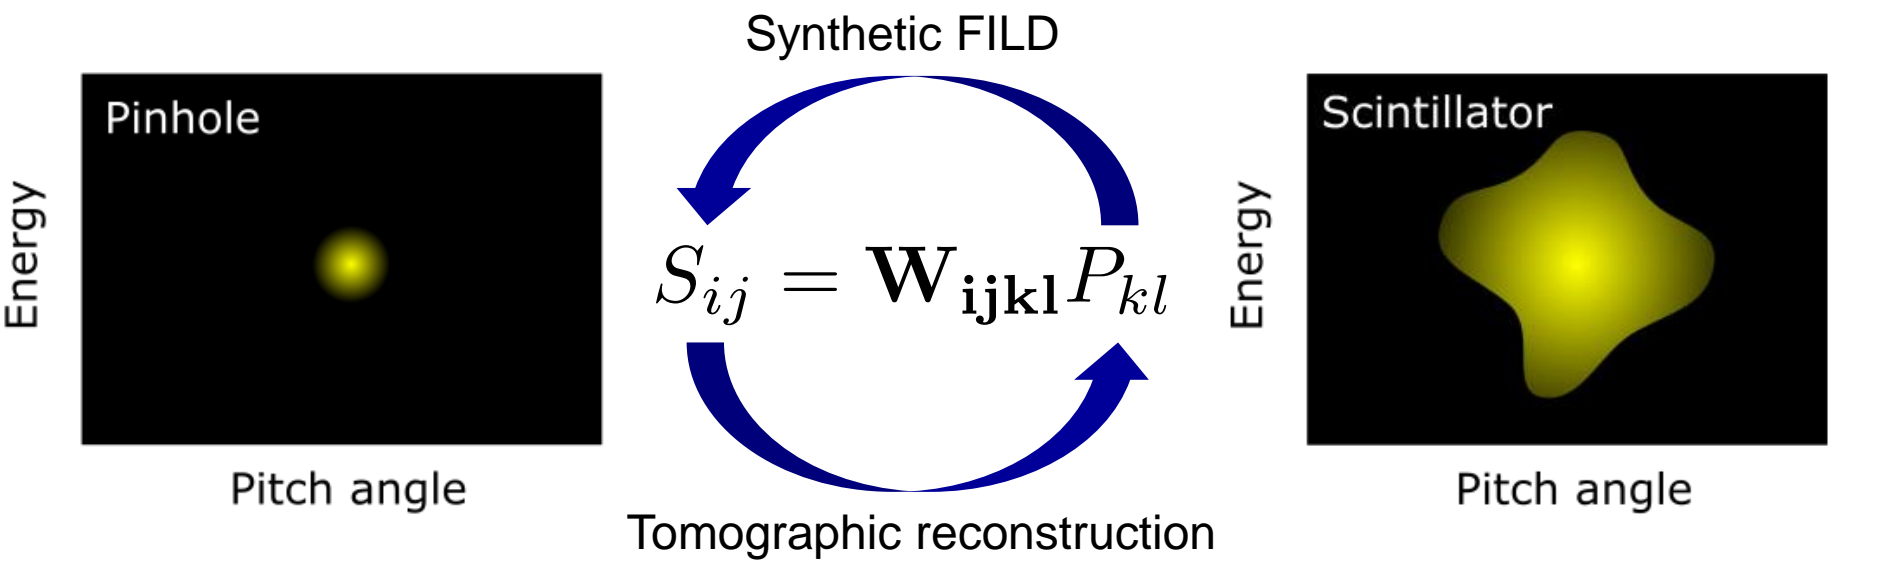 Synthetic FILD
Pinhole
Energy
Pitch angle
S_{ij} = W_{ijkl}P_{kl}
Tomographic reconstruction
Scintillator
Energy
Pitch angle